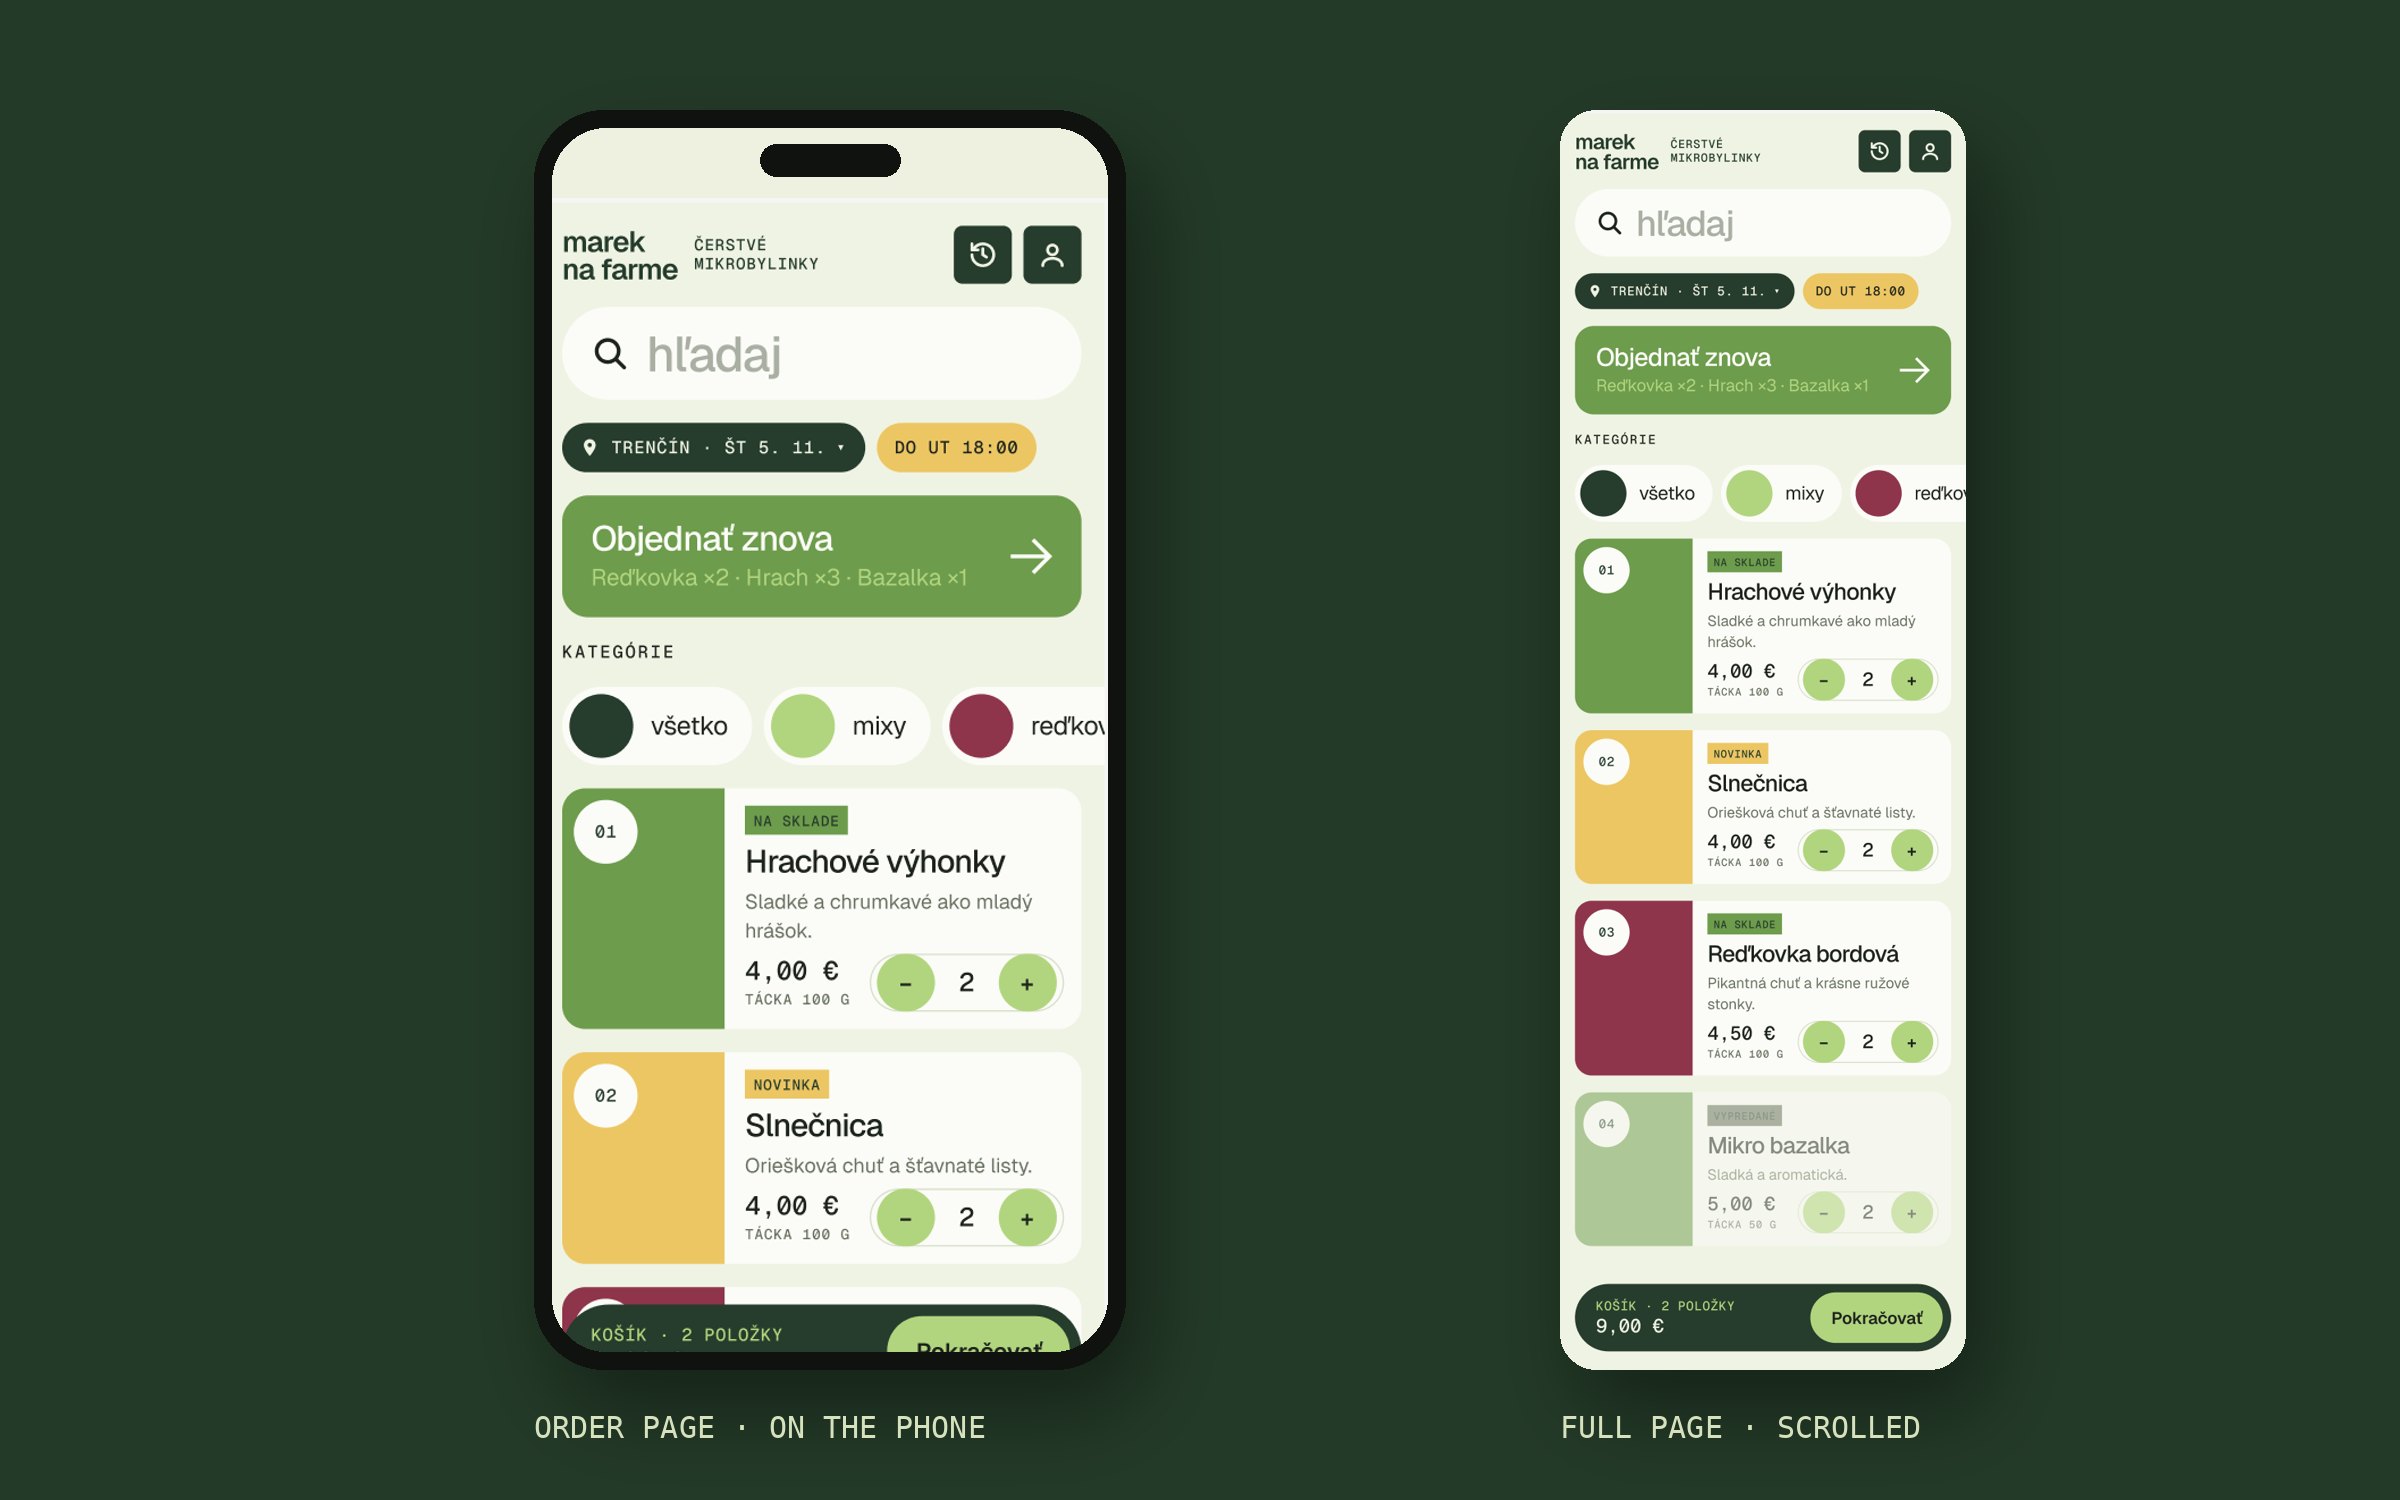 marek
na farme
ČERSTVÉ
MIKROBYLINKY
hľadaj
TRENČÍN · ŠT 5. 11. ▾
DO UT 18:00
Objednať znova
Reďkovka ×2 · Hrach ×3 · Bazalka ×1
KATEGÓRIE
všetko
mixy
reďkov
01
NA SKLADE
Hrachové výhonky
Sladké a chrumkavé ako mladý
hrášok.
4,00 €
TÁCKA 100 G
– 2 +
02
NOVINKA
Slnečnica
Oriešková chuť a šťavnaté listy.
4,00 €
TÁCKA 100 G
– 2 +
KOŠÍK · 2 POLOŽKY
Pokračovať
ORDER PAGE · ON THE PHONE
marek
na farme
ČERSTVÉ
MIKROBYLINKY
hľadaj
TRENČÍN · ŠT 5. 11. ▾
DO UT 18:00
Objednať znova
Reďkovka ×2 · Hrach ×3 · Bazalka ×1
KATEGÓRIE
všetko
mixy
reďkov
01
NA SKLADE
Hrachové výhonky
Sladké a chrumkavé ako mladý
hrášok.
4,00 €
TÁCKA 100 G
– 2 +
02
NOVINKA
Slnečnica
Oriešková chuť a šťavnaté listy.
4,00 €
TÁCKA 100 G
– 2 +
03
NA SKLADE
Reďkovka bordová
Pikantná chuť a krásne ružové
stonky.
4,50 €
TÁCKA 100 G
– 2 +
04
VYPREDANÉ
Mikro bazalka
Sladká a aromatická.
5,00 €
TÁCKA 50 G
– 2 +
KOŠÍK · 2 POLOŽKY
9,00 €
Pokračovať
FULL PAGE · SCROLLED